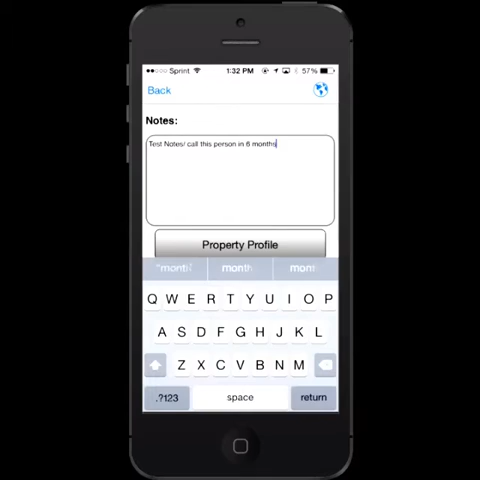 Sprint 1:32 PM 57%
Back
Notes:
Test Notes/ call this person in 6 months
Property Profile
"month" month month
Q W E R T Y U I O P
A S D F G H J K L
Z X C V B N M
.?123 space return